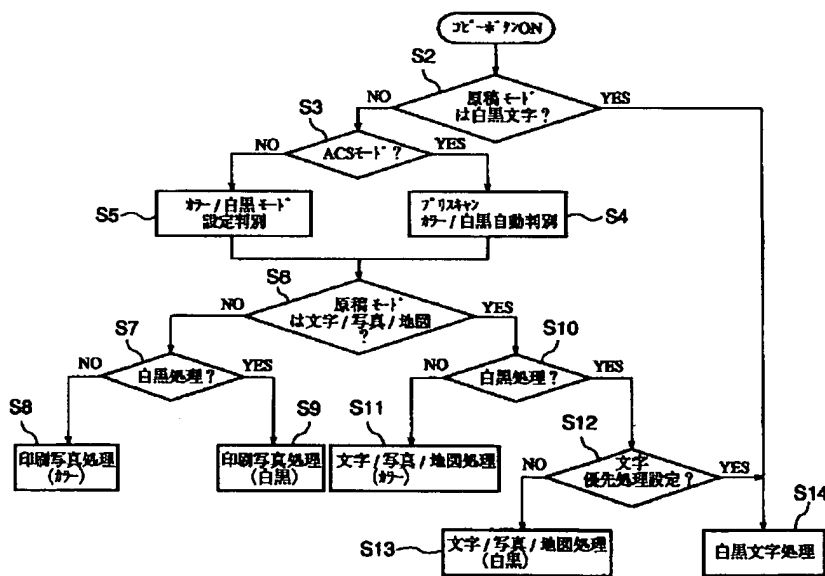 ｺﾋﾟｰﾎﾞﾀﾝON
S2
原稿ﾓｰﾄﾞ
は白黒文字?
NO
YES
S3
ACSﾓｰﾄﾞ?
NO
YES
S5
ｶﾗｰ/白黒ﾓｰﾄﾞ
設定判別
ﾌﾟﾘｽｷｬﾝ
ｶﾗｰ/白黒自動判別
S4
S6
原稿ﾓｰﾄﾞ
は文字/写真/地図
?
NO
YES
S7
白黒処理?
NO
YES
S10
白黒処理?
NO
YES
S8
印刷写真処理
(ｶﾗｰ)
S9
印刷写真処理
(白黒)
S11
文字/写真/地図処理
(ｶﾗｰ)
S12
文字
優先処理設定?
NO
YES
S13
文字/写真/地図処理
(白黒)
S14
白黒文字処理